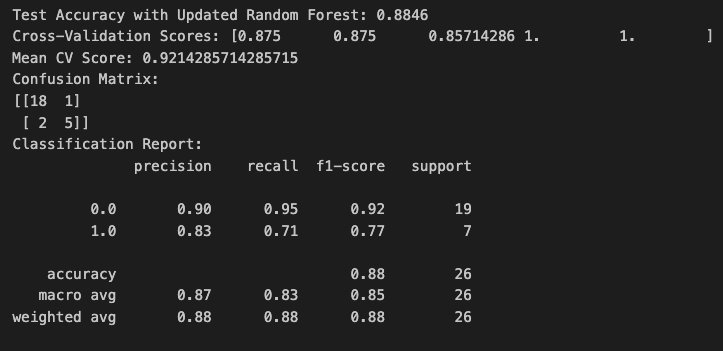 Test Accuracy with Updated Random Forest: 0.8846
Cross-Validation Scores: [0.875      0.875      0.85714286 1.         1.        ]
Mean CV Score: 0.9214285714285715
Confusion Matrix:
[[18  1]
 [ 2  5]]
Classification Report:
              precision    recall  f1-score   support

         0.0       0.90      0.95      0.92        19
         1.0       0.83      0.71      0.77         7

    accuracy                           0.88        26
   macro avg       0.87      0.83      0.85        26
weighted avg       0.88      0.88      0.88        26